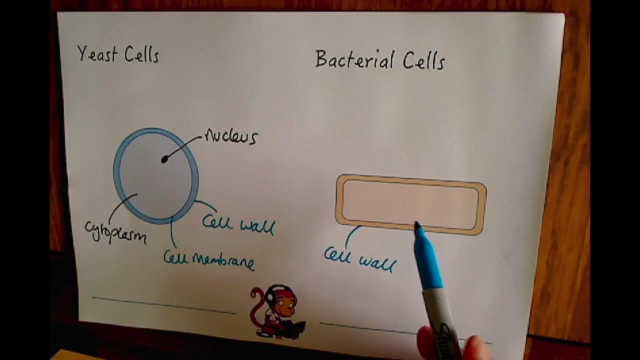 Yeast Cells
Bacterial Cells
nucleus
cytoplasm
Cell wall
Cell membrane
Cell wall